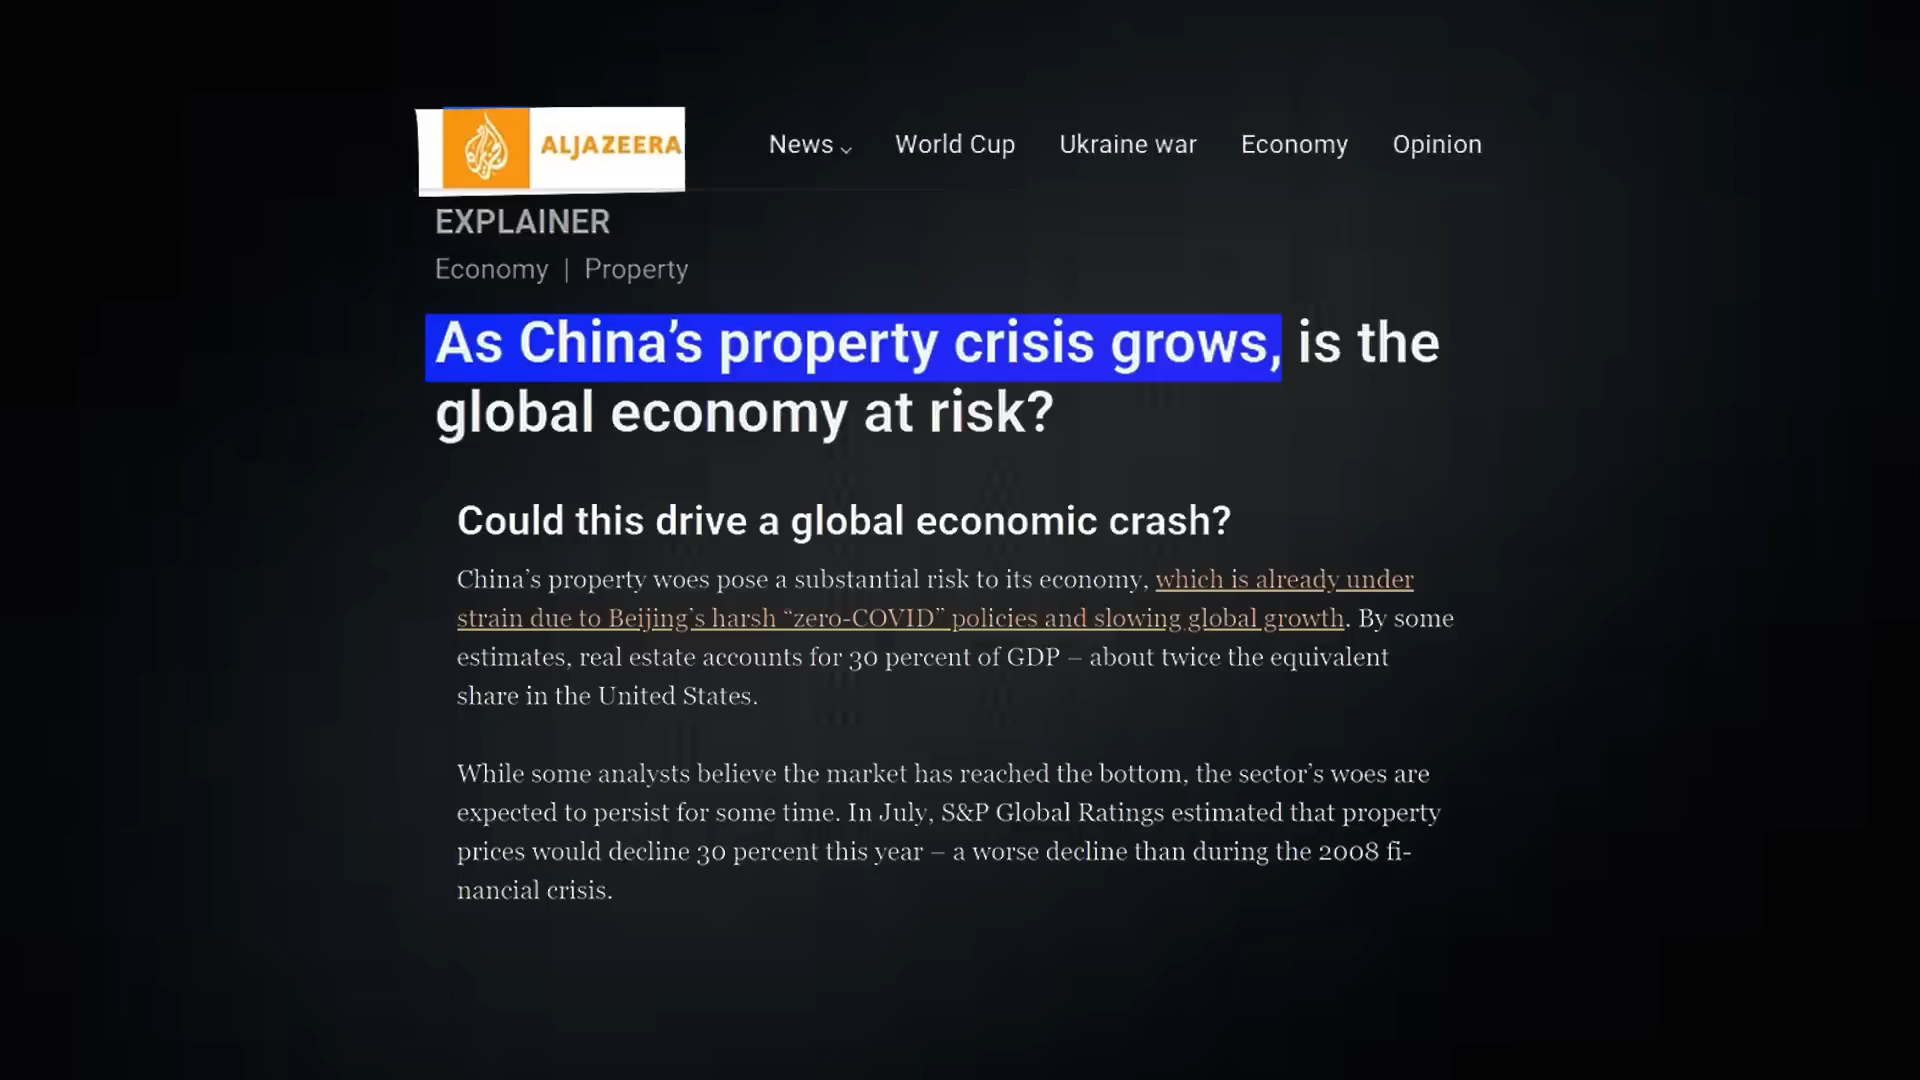 ALJAZEERA
News World Cup Ukraine war Economy Opinion
EXPLAINER
Economy | Property
As China’s property crisis grows, is the
global economy at risk?
Could this drive a global economic crash?
China’s property woes pose a substantial risk to its economy, which is already under
strain due to Beijing’s harsh “zero-COVID” policies and slowing global growth. By some
estimates, real estate accounts for 30 percent of GDP – about twice the equivalent
share in the United States.
While some analysts believe the market has reached the bottom, the sector’s woes are
expected to persist for some time. In July, S&P Global Ratings estimated that property
prices would decline 30 percent this year – a worse decline than during the 2008 fi-
nancial crisis.